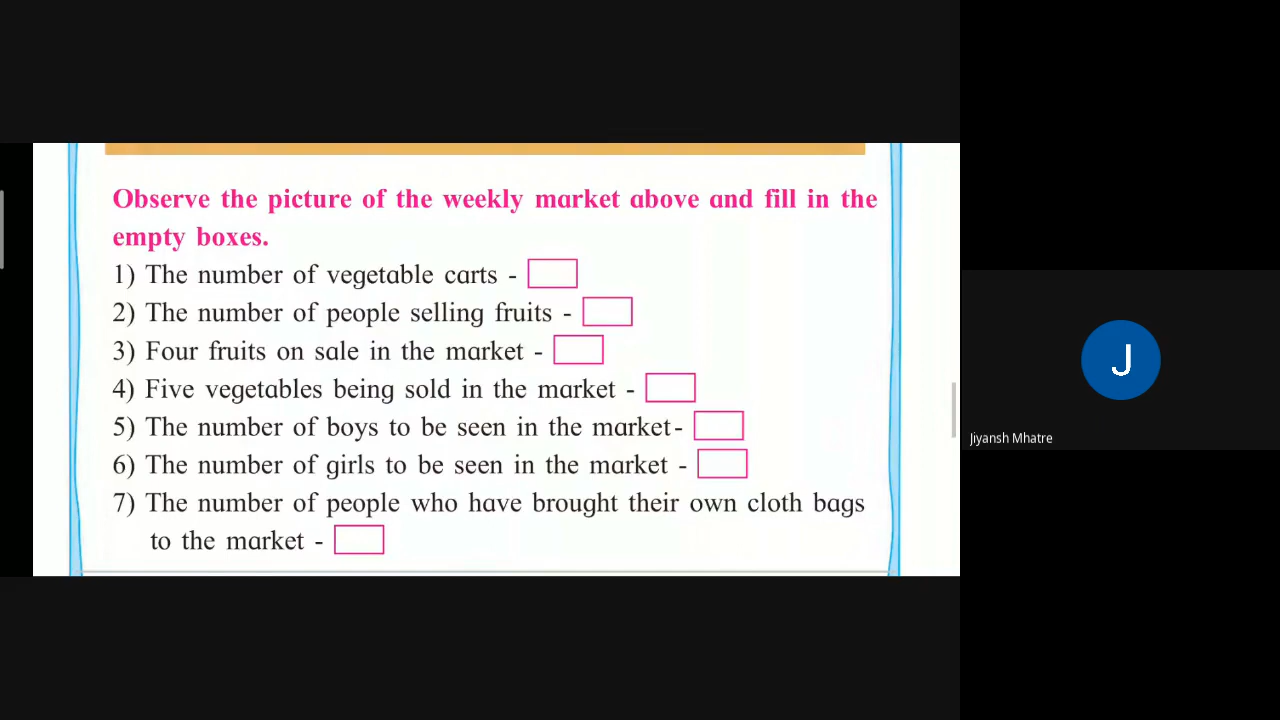 Observe the picture of the weekly market above and fill in the
empty boxes.
1) The number of vegetable carts -
2) The number of people selling fruits -
3) Four fruits on sale in the market -
4) Five vegetables being sold in the market -
5) The number of boys to be seen in the market-
6) The number of girls to be seen in the market -
7) The number of people who have brought their own cloth bags
to the market -
J
Jiyansh Mhatre